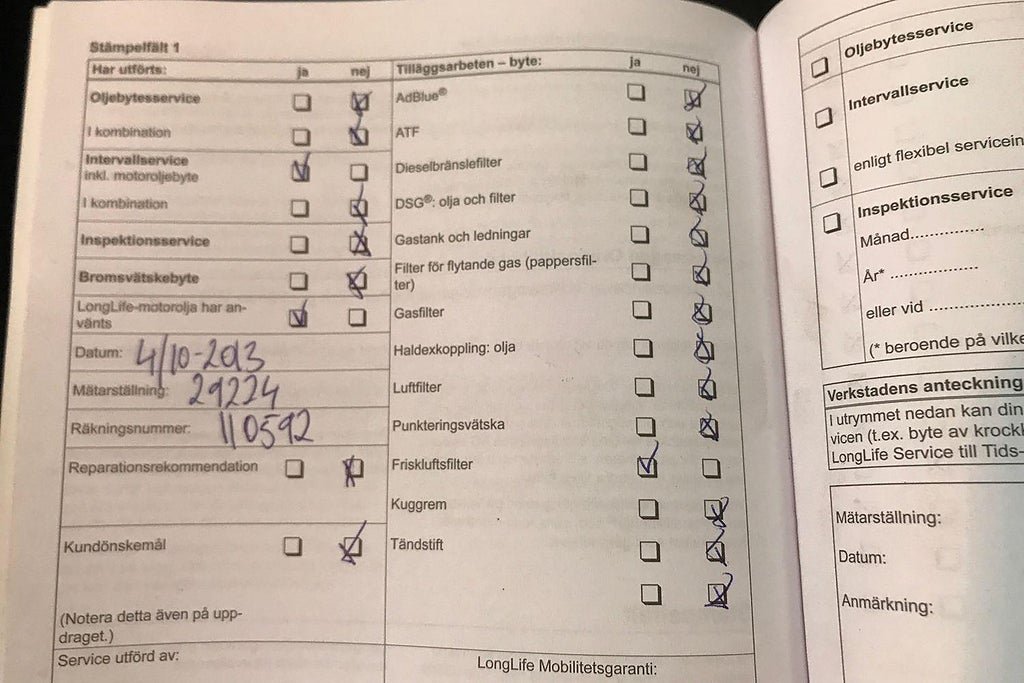 Stämpelfält 1
Har utförts: ja nej
Oljebytesservice
I kombination
Intervallservice
inkl. motoroljebyte
I kombination
Inspektionsservice
Bromsvätskebyte
LongLife-motorolja har an-
vänts
Datum: 4/10-2013
Mätarställning: 29224
Räkningsnummer: 110592
Reparationsrekommendation
Kundönskemål
(Notera detta även på upp-
draget.)
Service utförd av:
Tilläggsarbeten – byte: ja nej
AdBlue®
ATF
Dieselbränslefilter
DSG®: olja och filter
Gastank och ledningar
Filter för flytande gas (pappersfil-
ter)
Gasfilter
Haldexkoppling: olja
Luftfilter
Punkteringsvätska
Friskluftsfilter
Kuggrem
Tändstift
LongLife Mobilitetsgaranti:
Oljebytesservice
Intervallservice
enligt flexibel servicein
Inspektionsservice
Månad...............
År* ..................
eller vid ...................
(* beroende på vilke
Verkstadens anteckning
I utrymmet nedan kan din
vicen (t.ex. byte av krockk
LongLife Service till Tids-
Mätarställning:
Datum:
Anmärkning: